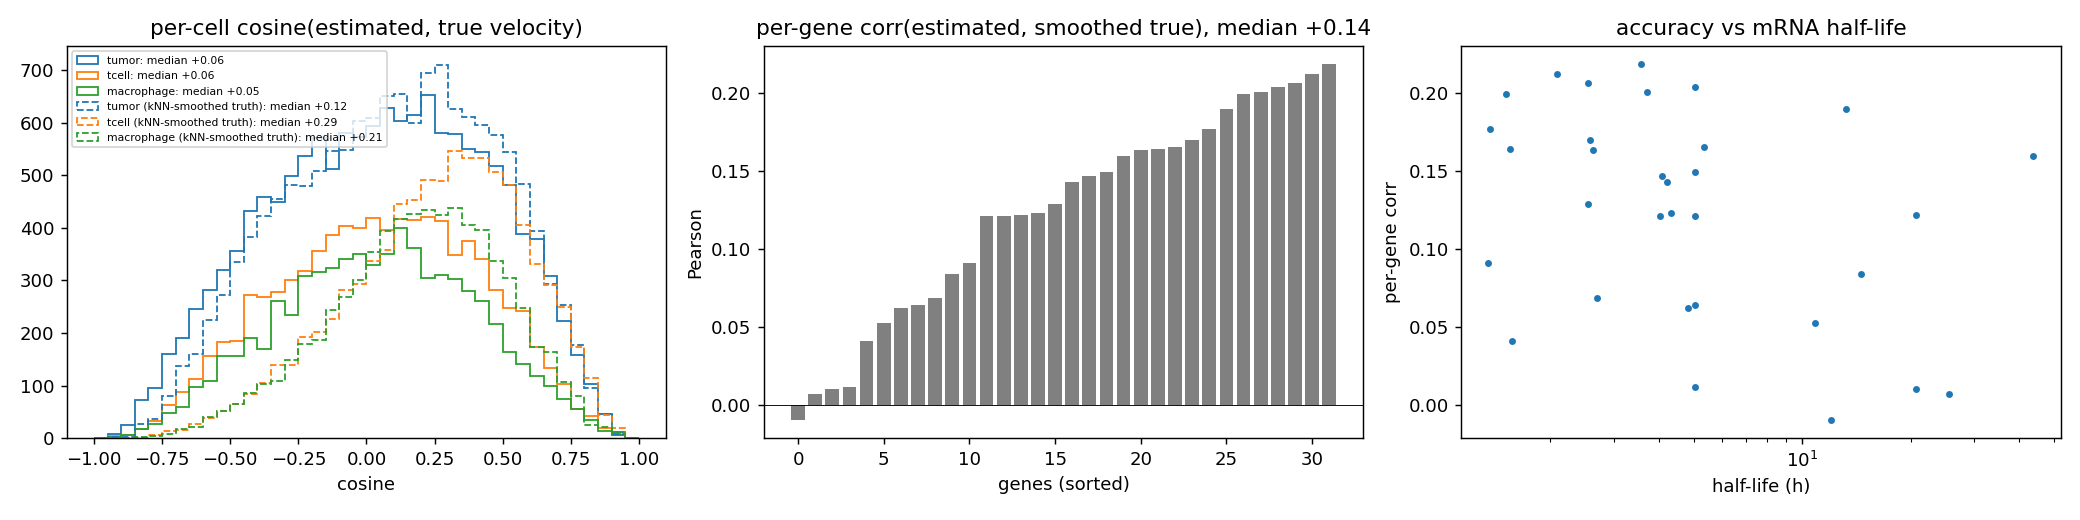 per-cell cosine(estimated, true velocity)
700
600
500
400
300
200
100
0
tumor: median +0.06
tcell: median +0.06
macrophage: median +0.05
tumor (kNN-smoothed truth): median +0.12
tcell (kNN-smoothed truth): median +0.29
macrophage (kNN-smoothed truth): median +0.21
−1.00 −0.75 −0.50 −0.25 0.00 0.25 0.50 0.75 1.00
cosine
per-gene corr(estimated, smoothed true), median +0.14
Pearson
0.20
0.15
0.10
0.05
0.00
0 5 10 15 20 25 30
genes (sorted)
accuracy vs mRNA half-life
per-gene corr
0.20
0.15
0.10
0.05
0.00
10¹
half-life (h)